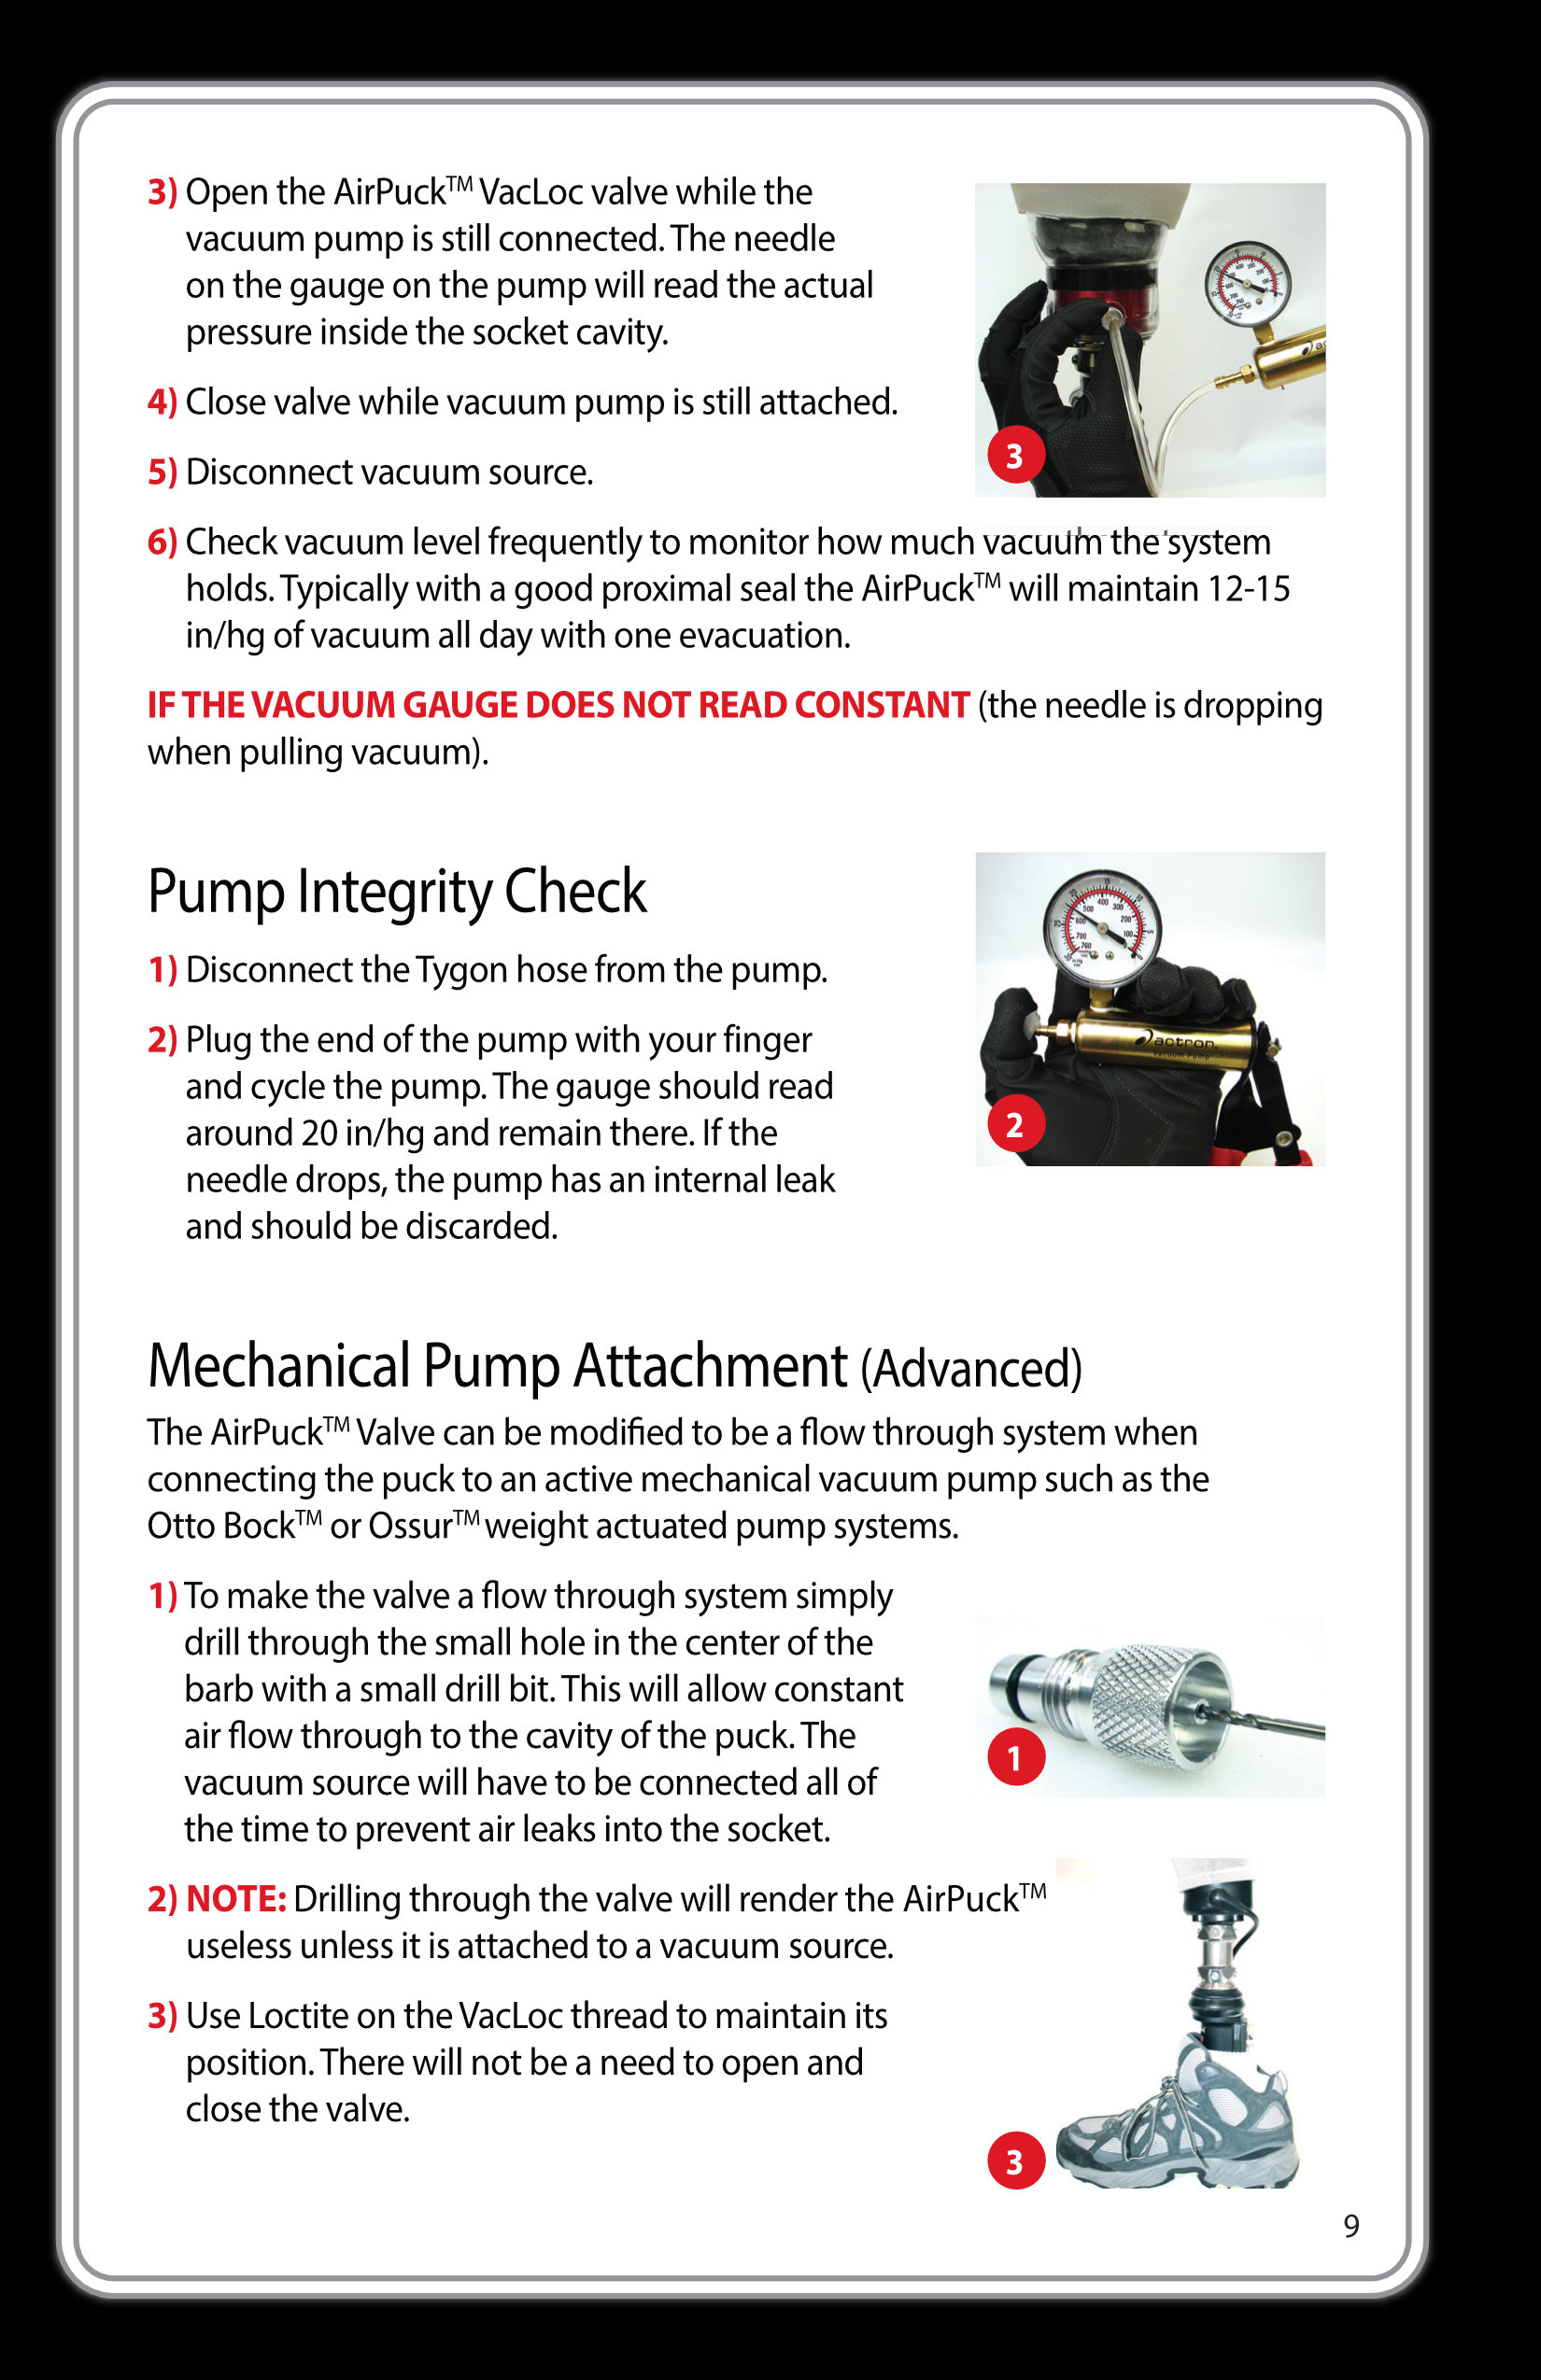 3) Open the AirPuck™ VacLoc valve while the
vacuum pump is still connected. The needle
on the gauge on the pump will read the actual
pressure inside the socket cavity.
4) Close valve while vacuum pump is still attached.
5) Disconnect vacuum source.
3
6) Check vacuum level frequently to monitor how much vacuum the system
holds. Typically with a good proximal seal the AirPuck™ will maintain 12-15
in/hg of vacuum all day with one evacuation.
IF THE VACUUM GAUGE DOES NOT READ CONSTANT (the needle is dropping
when pulling vacuum).
Pump Integrity Check
1) Disconnect the Tygon hose from the pump.
2) Plug the end of the pump with your finger
and cycle the pump. The gauge should read
around 20 in/hg and remain there. If the
needle drops, the pump has an internal leak
and should be discarded.
actron.
Vacuum Pump
2
Mechanical Pump Attachment (Advanced)
The AirPuck™ Valve can be modified to be a flow through system when
connecting the puck to an active mechanical vacuum pump such as the
Otto Bock™ or Ossur™ weight actuated pump systems.
1) To make the valve a flow through system simply
drill through the small hole in the center of the
barb with a small drill bit. This will allow constant
air flow through to the cavity of the puck. The
vacuum source will have to be connected all of
the time to prevent air leaks into the socket.
1
2) NOTE: Drilling through the valve will render the AirPuck™
useless unless it is attached to a vacuum source.
3) Use Loctite on the VacLoc thread to maintain its
position. There will not be a need to open and
close the valve.
3
9